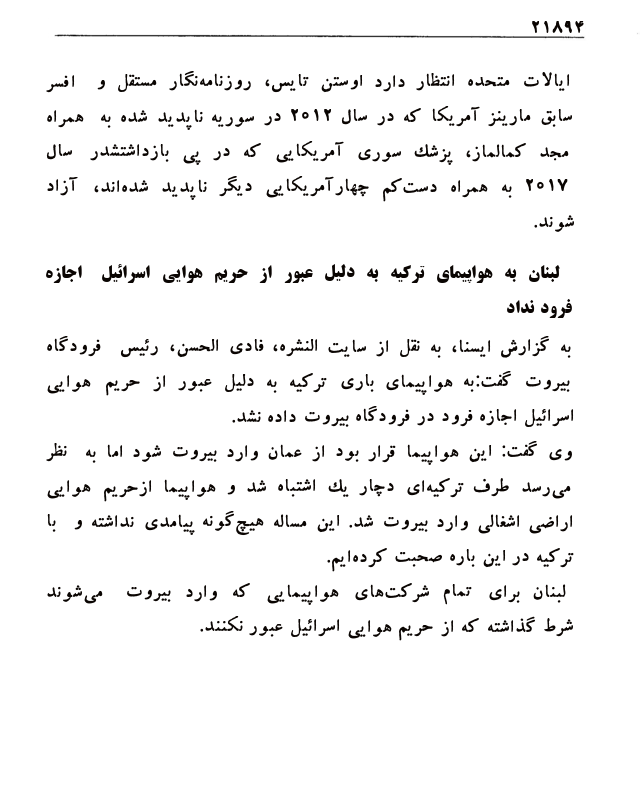 ۲۱۸۹۴
ایالات متحده انتظار دارد اوستن تایس، روزنامه‌نگار مستقل و افسر
سابق مارینز آمریکا که در سال ۲۰۱۲ در سوریه ناپدید شده به همراه
مجد کمالماز، پزشك سوری آمریکایی که در پی بازداشتشدر سال
۲۰۱۷ به همراه دست‌کم چهارآمریکایی دیگر ناپدید شده‌اند، آزاد
شوند.
لبنان به هواپیمای ترکیه به دلیل عبور از حریم هوایی اسرائیل اجازه
فرود نداد
به گزارش ایسنا، به نقل از سایت النشره، فادی الحسن، رئیس فرودگاه
بیروت گفت:به هواپیمای باری ترکیه به دلیل عبور از حریم هوایی
اسرائیل اجازه فرود در فرودگاه بیروت داده نشد.
وی گفت: این هواپیما قرار بود از عمان وارد بیروت شود اما به نظر
می‌رسد طرف ترکیه‌ای دچار یك اشتباه شد و هواپیما ازحریم هوایی
اراضی اشغالی وارد بیروت شد. این مساله هیچ‌گونه پیامدی نداشته و با
ترکیه در این باره صحبت کرده‌ایم.
لبنان برای تمام شرکت‌های هواپیمایی که وارد بیروت می‌شوند
شرط گذاشته که از حریم هوایی اسرائیل عبور نکنند.